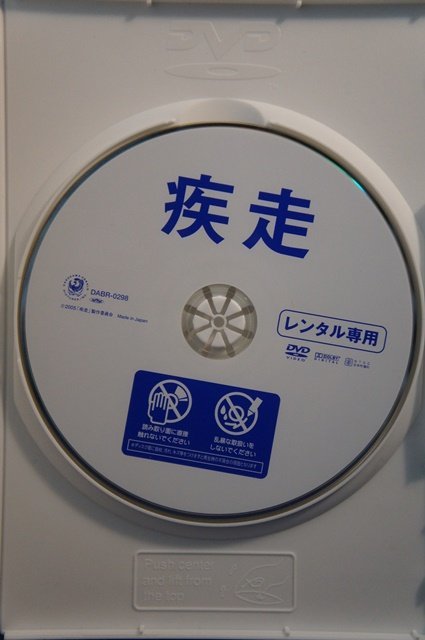 DVD
疾走
DABR-0298
©2005「疾走」製作委員会 Made in Japan
レンタル専用
DVD
VIDEO
DOLBY
DIGITAL
読み取り面に直接
触れないでください
乱暴な取扱いを
しないでください
Push center
and lift from
the top